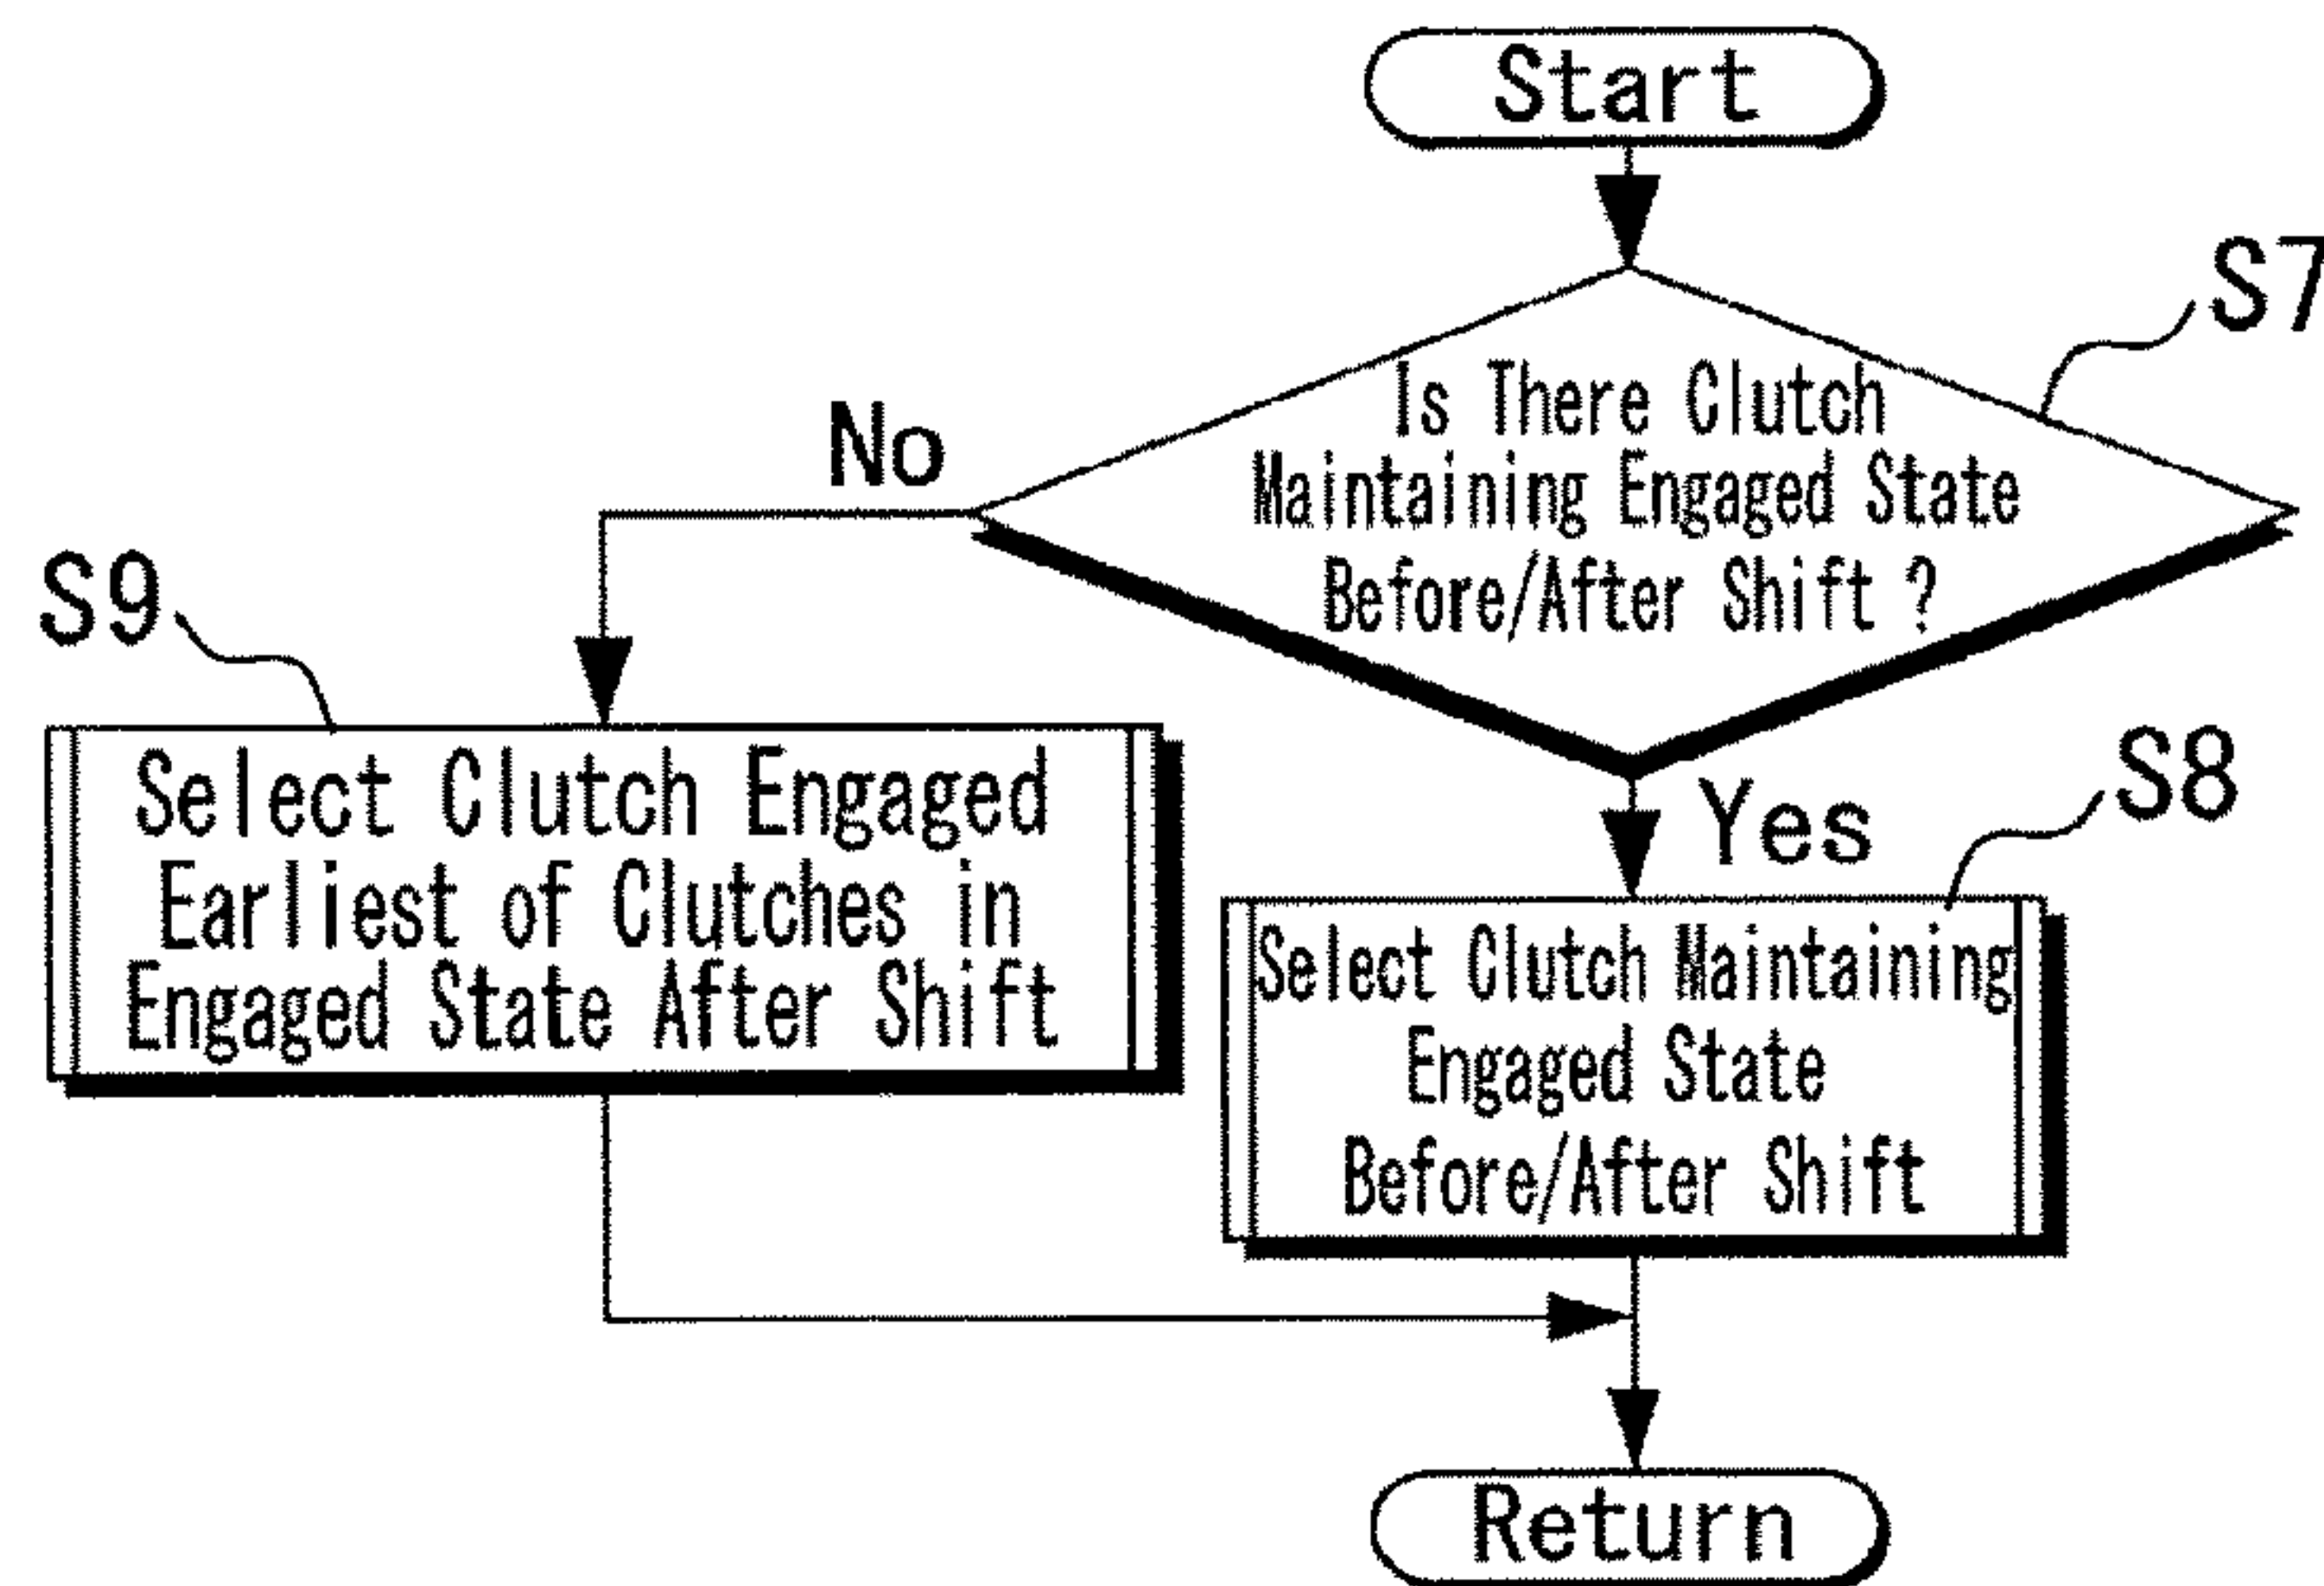 Start
S7
Is There Clutch
Maintaining Engaged State
Before/After Shift ?
No
S9
Select Clutch Engaged
Earliest of Clutches in
Engaged State After Shift
Yes
S8
Select Clutch Maintaining
Engaged State
Before/After Shift
Return